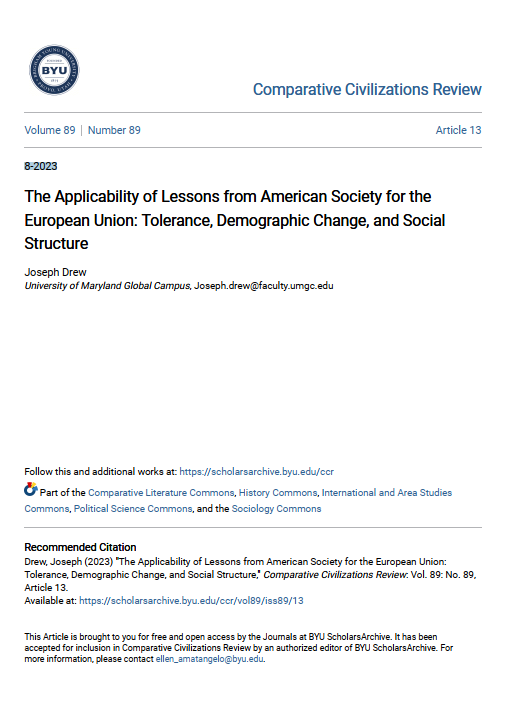 BYU
Comparative Civilizations Review
Volume 89 | Number 89 Article 13
8-2023
The Applicability of Lessons from American Society for the
European Union: Tolerance, Demographic Change, and Social
Structure
Joseph Drew
University of Maryland Global Campus, Joseph.drew@faculty.umgc.edu
Follow this and additional works at: https://scholarsarchive.byu.edu/ccr
Part of the Comparative Literature Commons, History Commons, International and Area Studies
Commons, Political Science Commons, and the Sociology Commons
Recommended Citation
Drew, Joseph (2023) "The Applicability of Lessons from American Society for the European Union:
Tolerance, Demographic Change, and Social Structure," Comparative Civilizations Review: Vol. 89: No. 89,
Article 13.
Available at: https://scholarsarchive.byu.edu/ccr/vol89/iss89/13
This Article is brought to you for free and open access by the Journals at BYU ScholarsArchive. It has been
accepted for inclusion in Comparative Civilizations Review by an authorized editor of BYU ScholarsArchive. For
more information, please contact ellen_amatangelo@byu.edu.